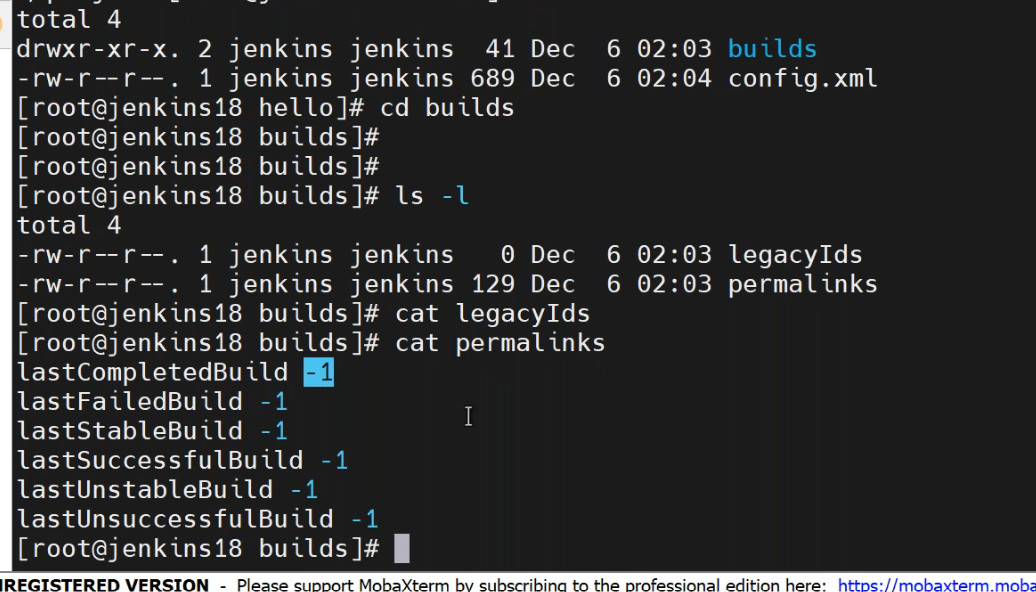 total 4
drwxr-xr-x. 2 jenkins jenkins  41 Dec  6 02:03 builds
-rw-r--r--. 1 jenkins jenkins 689 Dec  6 02:04 config.xml
[root@jenkins18 hello]# cd builds
[root@jenkins18 builds]#
[root@jenkins18 builds]#
[root@jenkins18 builds]# ls -l
total 4
-rw-r--r--. 1 jenkins jenkins   0 Dec  6 02:03 legacyIds
-rw-r--r--. 1 jenkins jenkins 129 Dec  6 02:03 permalinks
[root@jenkins18 builds]# cat legacyIds
[root@jenkins18 builds]# cat permalinks
lastCompletedBuild -1
lastFailedBuild -1
lastStableBuild -1
lastSuccessfulBuild -1
lastUnstableBuild -1
lastUnsuccessfulBuild -1
[root@jenkins18 builds]#
NREGISTERED VERSION - Please support MobaXterm by subscribing to the professional edition here: https://mobaxterm.moba